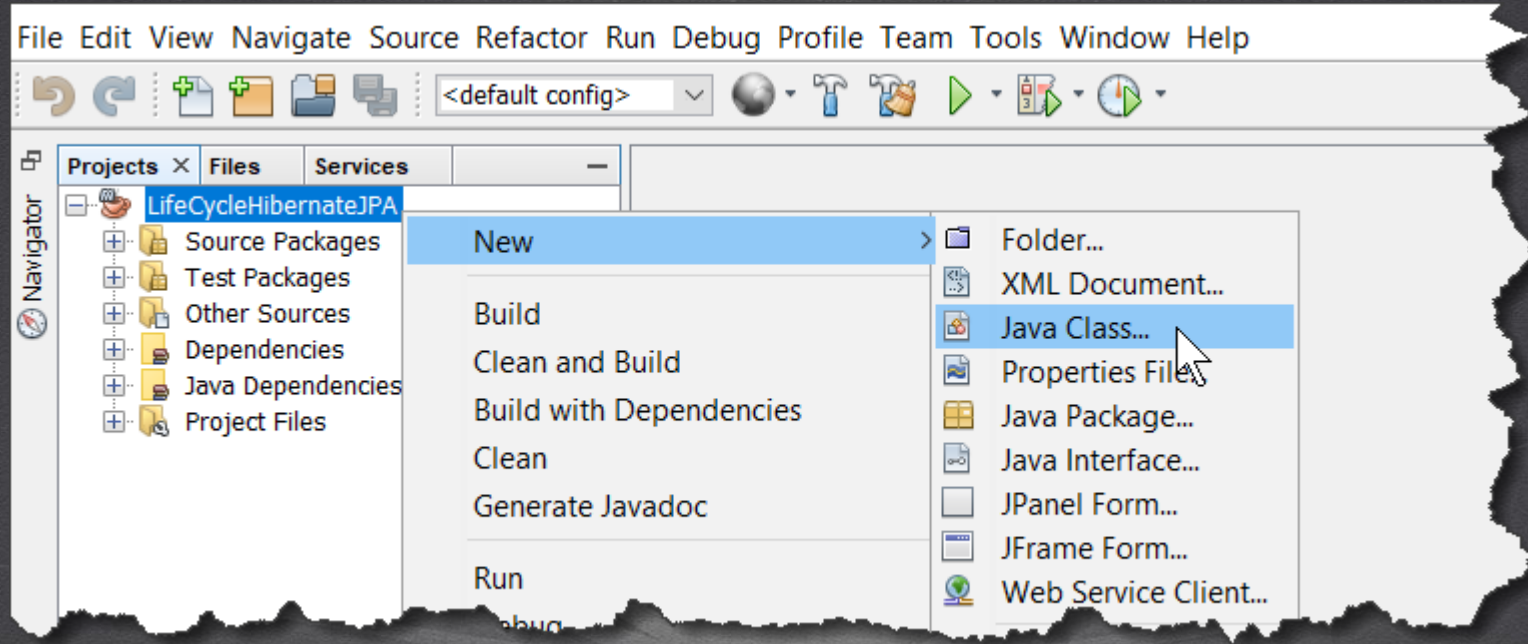 File Edit View Navigate Source Refactor Run Debug Profile Team Tools Window Help
<default config>
Projects Files Services
Navigator
LifeCycleHibernateJPA
Source Packages
Test Packages
Other Sources
Dependencies
Java Dependencies
Project Files
New
Build
Clean and Build
Build with Dependencies
Clean
Generate Javadoc
Run
Debug
Folder...
XML Document...
Java Class...
Properties File...
Java Package...
Java Interface...
JPanel Form...
JFrame Form...
Web Service Client...